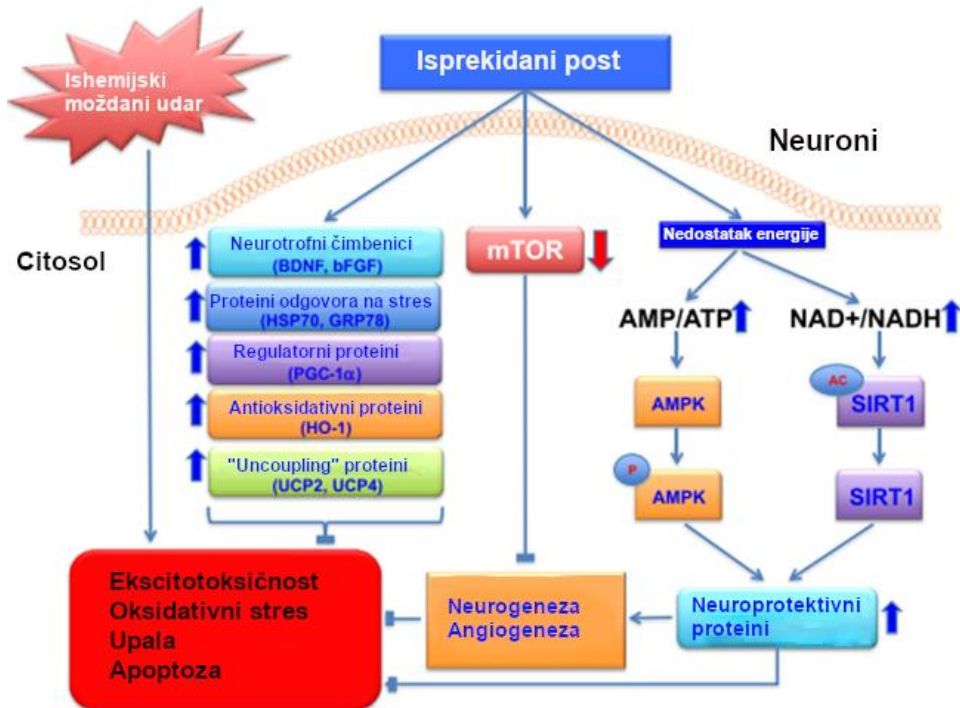 Ishemijski
moždani udar
Isprekidani post
Neuroni
Citosol
Neurotrofni čimbenici
(BDNF, bFGF)
Proteini odgovora na stres
(HSP70, GRP78)
Regulatorni proteini
(PGC-1α)
Antioksidativni proteini
(HO-1)
"Uncoupling" proteini
(UCP2, UCP4)
mTOR
Nedostatak energije
AMP/ATP
NAD+/NADH
AMPK
AC
SIRT1
P
AMPK
SIRT1
Ekscitotoksičnost
Oksidativni stres
Upala
Apoptoza
Neurogeneza
Angiogeneza
Neuroprotektivni
proteini